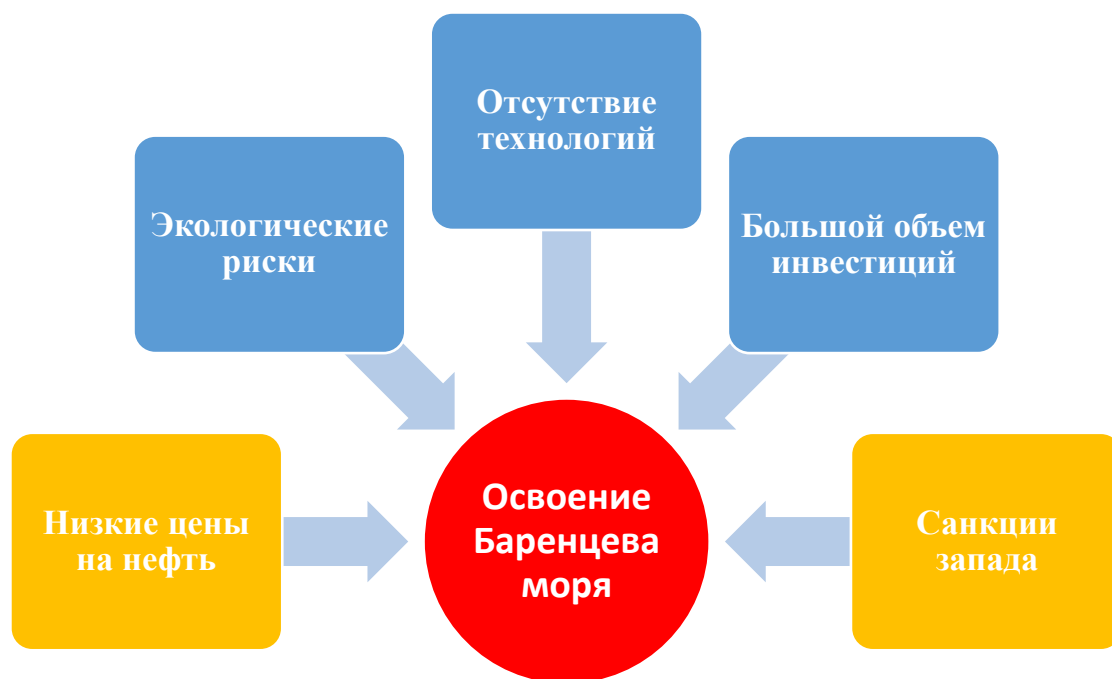 Отсутствие
технологий
Экологические
риски
Большой объем
инвестиций
Низкие цены
на нефть
Освоение
Баренцева
моря
Санкции
запада